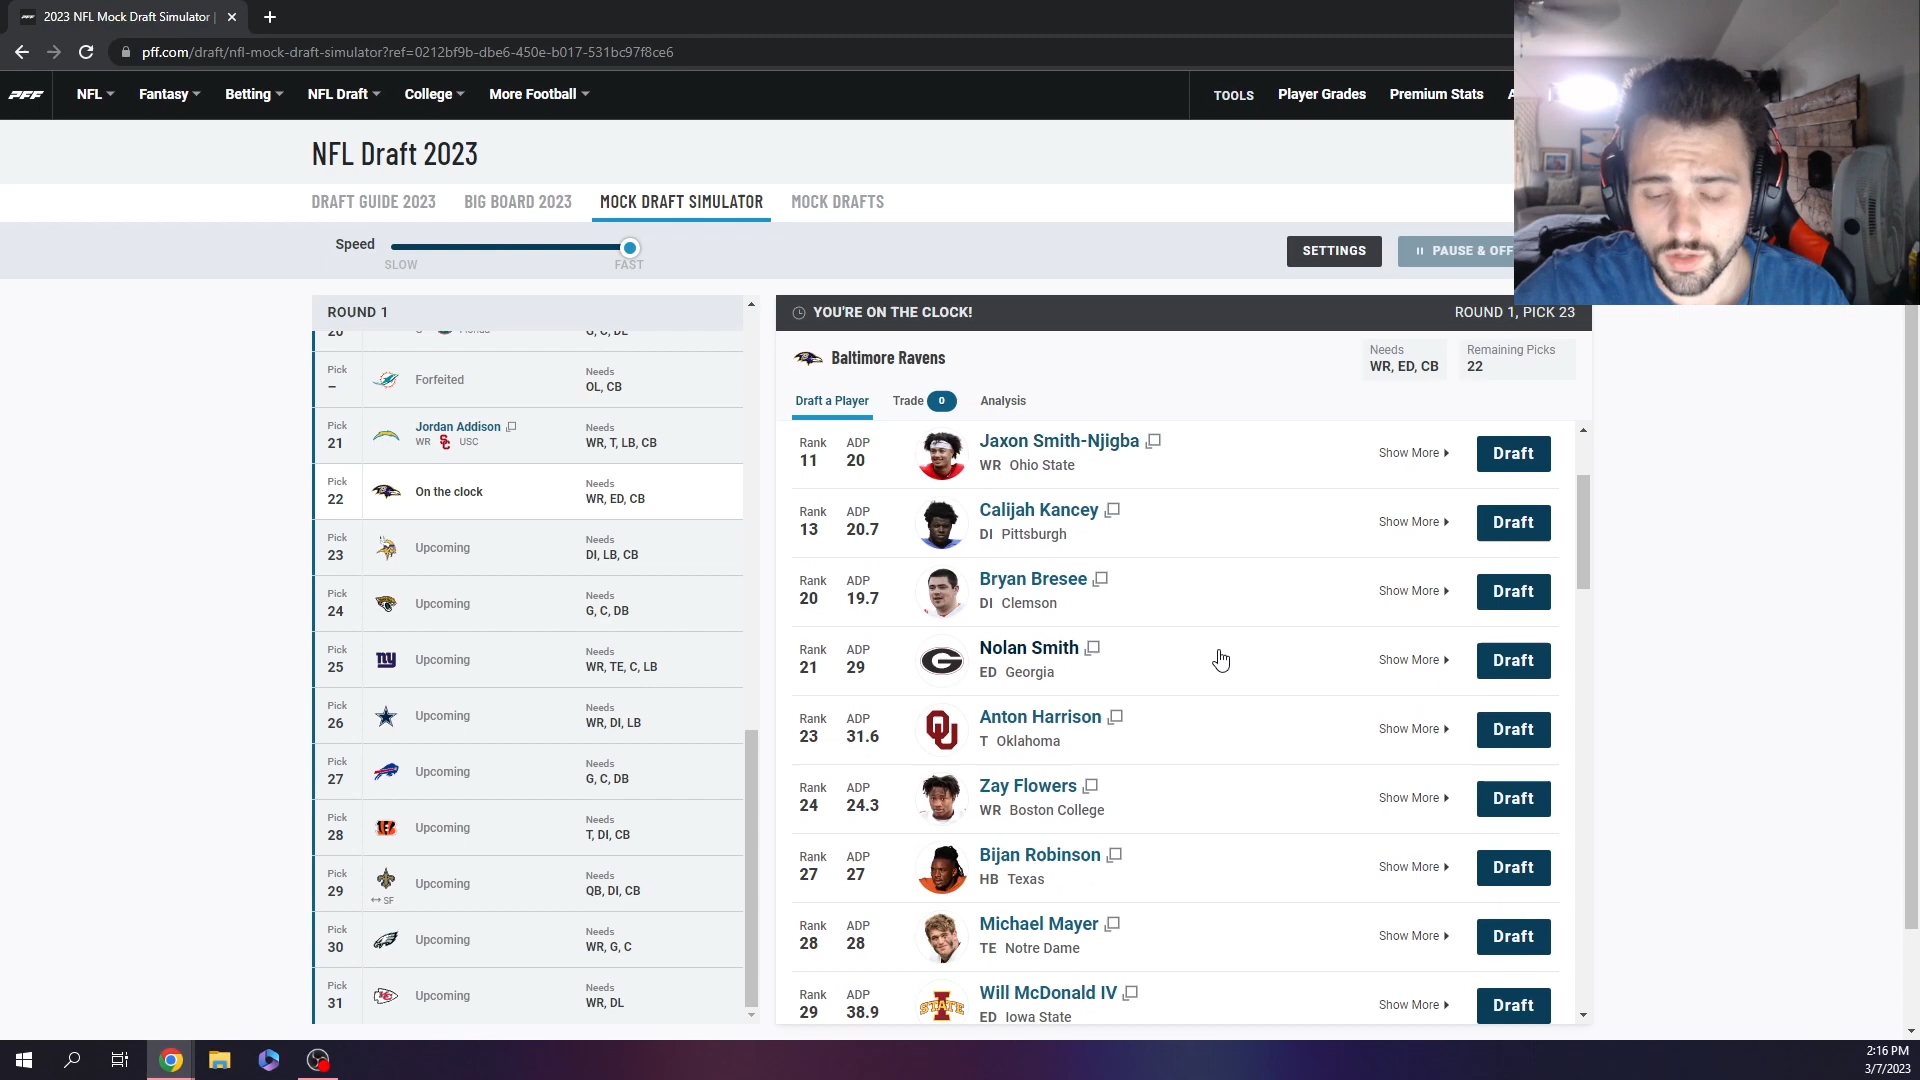 2023 NFL Mock Draft Simulator |
pff.com/draft/nfl-mock-draft-simulator?ref=0212bf9b-dbe6-450e-b017-531bc97f8ce6
PFF NFL Fantasy Betting NFL Draft College More Football TOOLS Player Grades Premium Stats A
NFL Draft 2023
DRAFT GUIDE 2023 BIG BOARD 2023 MOCK DRAFT SIMULATOR MOCK DRAFTS
Speed
SLOW FAST
SETTINGS PAUSE & OFF
ROUND 1
20 G, C, DL
Pick
– Forfeited
Needs
OL, CB
Pick
21
Jordan Addison
WR SC USC
Needs
WR, T, LB, CB
Pick
22
On the clock
Needs
WR, ED, CB
Pick
23
Upcoming
Needs
DI, LB, CB
Pick
24
Upcoming
Needs
G, C, DB
Pick
25
ny
Upcoming
Needs
WR, TE, C, LB
Pick
26
Upcoming
Needs
WR, DI, LB
Pick
27
Upcoming
Needs
G, C, DB
Pick
28
Upcoming
Needs
T, DI, CB
Pick
29
SF
Upcoming
Needs
QB, DI, CB
Pick
30
Upcoming
Needs
WR, G, C
Pick
31
Upcoming
Needs
WR, DL
YOU'RE ON THE CLOCK! ROUND 1, PICK 23
Baltimore Ravens
Needs
WR, ED, CB
Remaining Picks
22
Draft a Player Trade 0 Analysis
Rank
11
ADP
20
Jaxon Smith-Njigba
WR Ohio State
Show More
Draft
Rank
13
ADP
20.7
Calijah Kancey
DI Pittsburgh
Show More
Draft
Rank
20
ADP
19.7
Bryan Bresee
DI Clemson
Show More
Draft
Rank
21
ADP
29
G
Nolan Smith
ED Georgia
Show More
Draft
Rank
23
ADP
31.6
OU
Anton Harrison
T Oklahoma
Show More
Draft
Rank
24
ADP
24.3
Zay Flowers
WR Boston College
Show More
Draft
Rank
27
ADP
27
Bijan Robinson
HB Texas
Show More
Draft
Rank
28
ADP
28
Michael Mayer
TE Notre Dame
Show More
Draft
Rank
29
ADP
38.9
STATE
Will McDonald IV
ED Iowa State
Show More
Draft
2:16 PM
3/7/2023